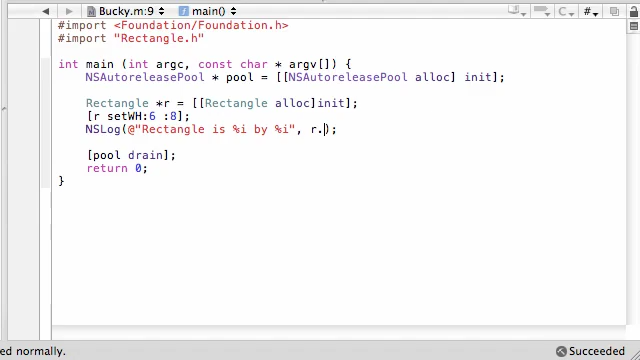 Bucky.m:9 main() #
#import <Foundation/Foundation.h>
#import "Rectangle.h"
int main (int argc, const char * argv[]) {
NSAutoreleasePool * pool = [[NSAutoreleasePool alloc] init];
Rectangle *r = [[Rectangle alloc]init];
[r setWH:6 :8];
NSLog(@"Rectangle is %i by %i", r.);
[pool drain];
return 0;
}
ed normally. Succeeded